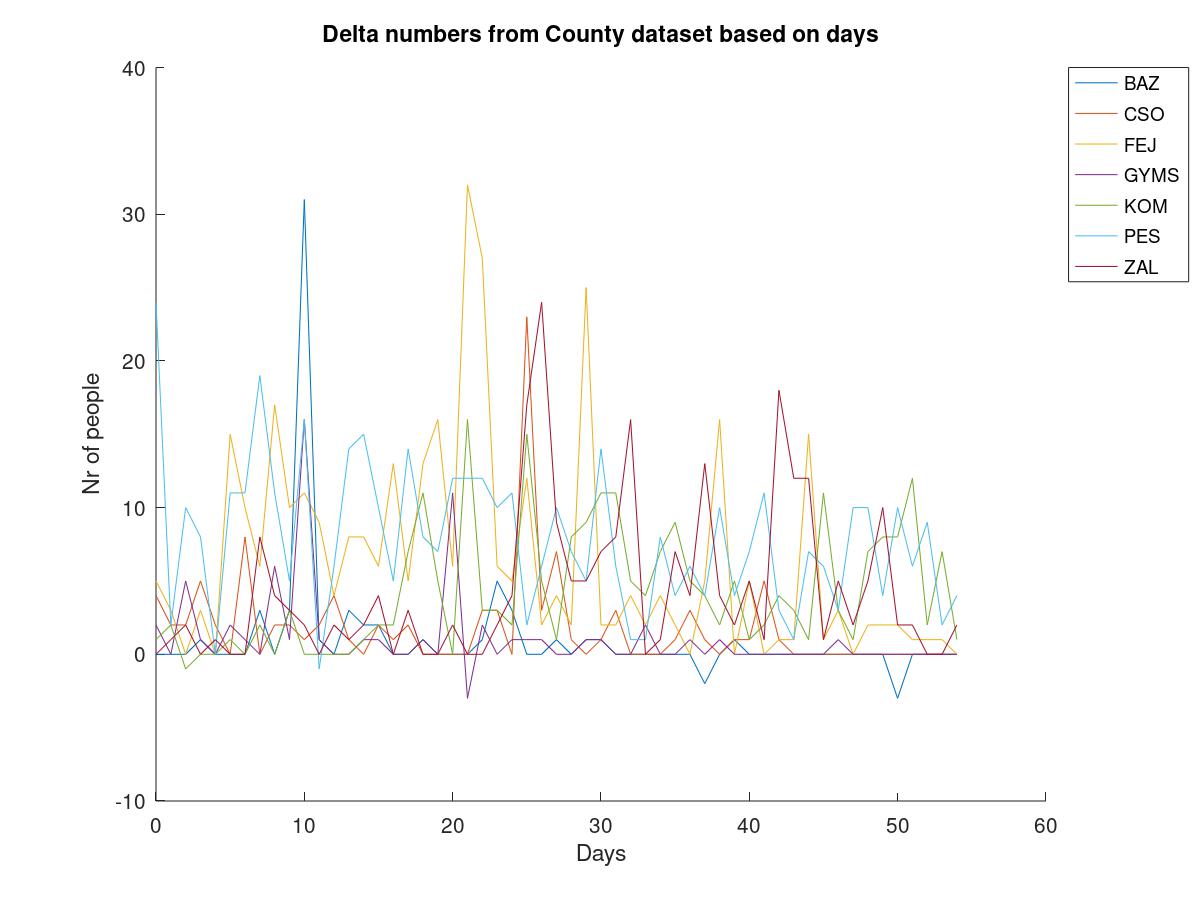 Delta numbers from County dataset based on days
40
30
20
10
0
-10
Nr of people
0 10 20 30 40 50 60
Days
BAZ
CSO
FEJ
GYMS
KOM
PES
ZAL